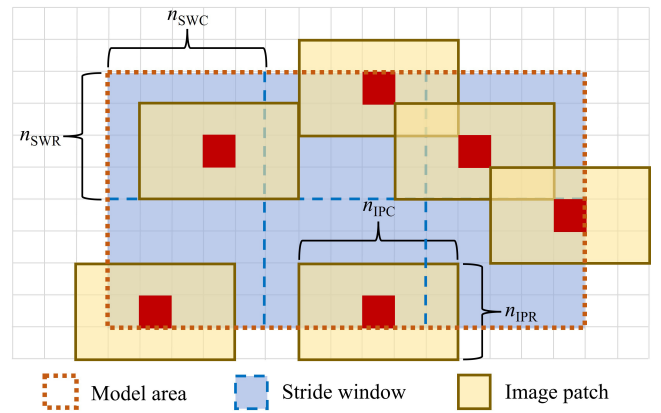 n_SWC
n_SWR
n_IPC
n_IPR
Model area
Stride window
Image patch